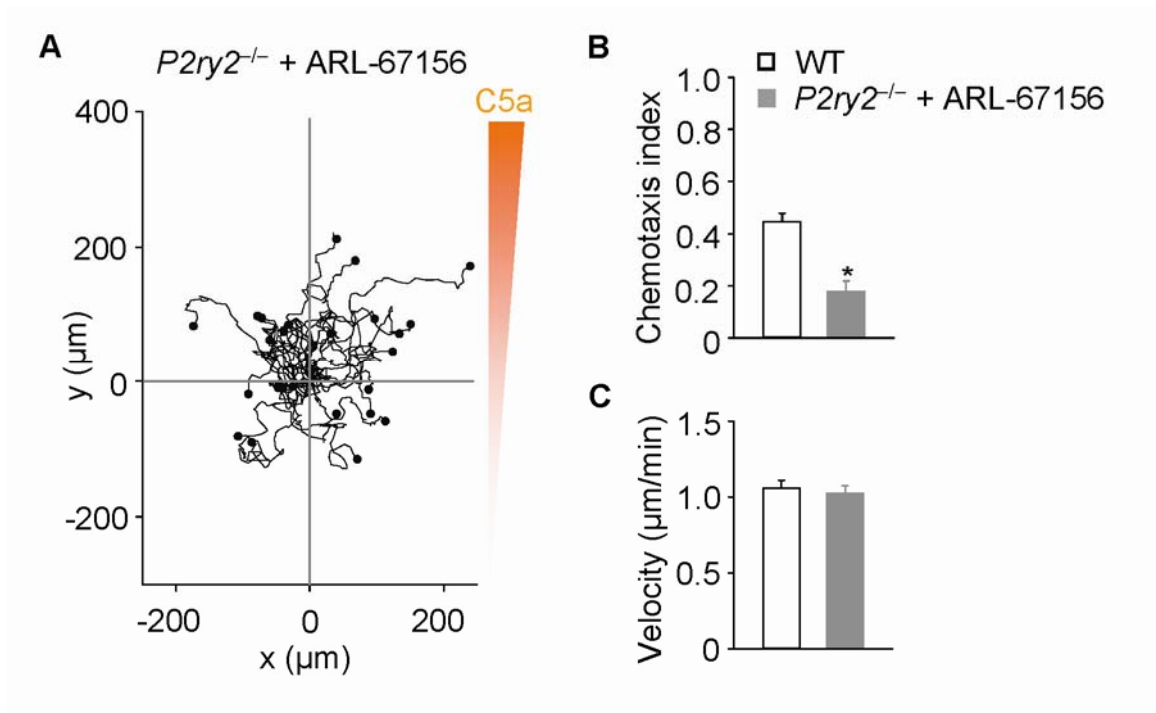 A
P2ry2–/– + ARL-67156
C5a
400
200
0
-200
y (µm)
-200
0
200
x (µm)
B
WT
P2ry2–/– + ARL-67156
1.0
0.8
0.6
0.4
0.2
0
Chemotaxis index
*
C
1.5
1.0
0.5
0
Velocity (µm/min)